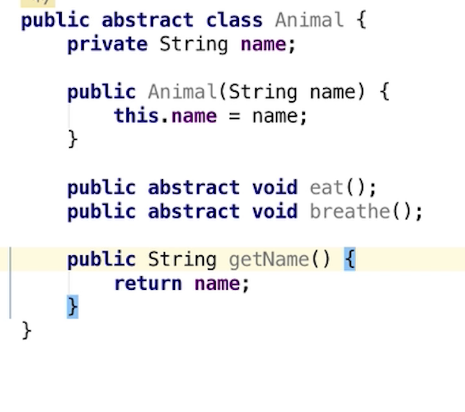 public abstract class Animal {
    private String name;

    public Animal(String name) {
        this.name = name;
    }

    public abstract void eat();
    public abstract void breathe();

    public String getName() {
        return name;
    }
}